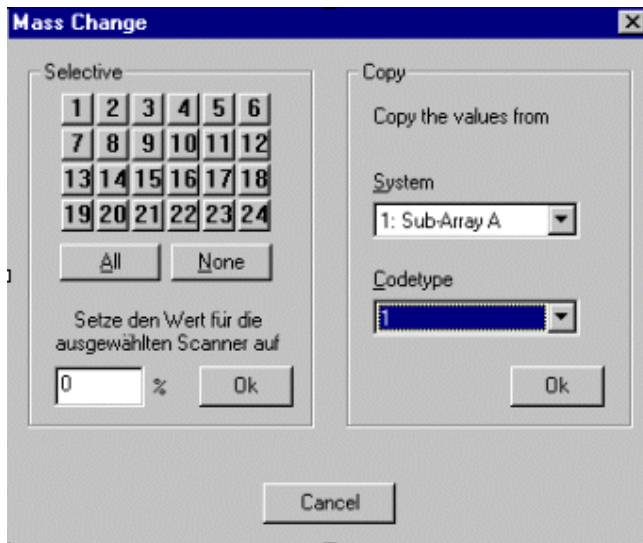 Mass Change
Selective
1 2 3 4 5 6
7 8 9 10 11 12
13 14 15 16 17 18
19 20 21 22 23 24
All None
Setze den Wert für die
ausgewählten Scanner auf
0 % Ok
Copy
Copy the values from
System
1: Sub-Array A
Codetype
1
Ok
Cancel